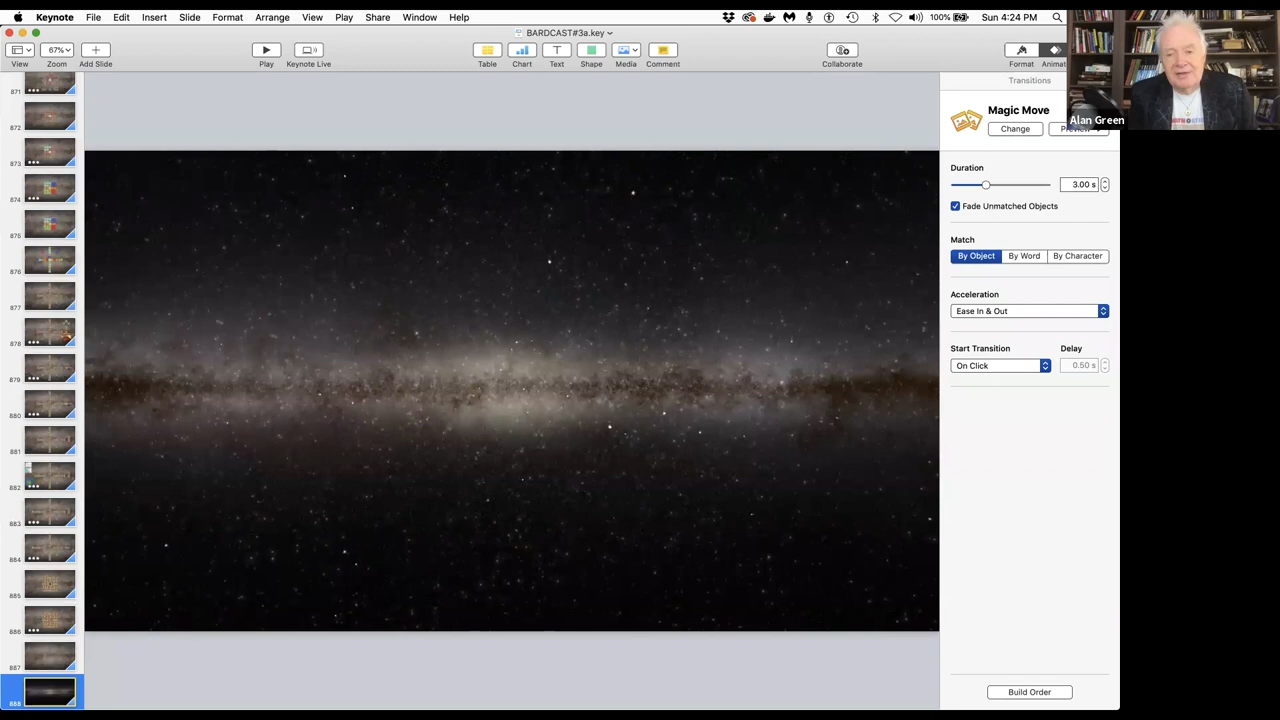 Keynote File Edit Insert Slide Format Arrange View Play Share Window Help 100% Sun 4:24 PM
BARDCAST#3a.key
67%
View Zoom Add Slide Play Keynote Live Table Chart Text Shape Media Comment Collaborate Format Animat
Transitions
Magic Move
Change Preview
Alan Green
Duration
3.00 s
Fade Unmatched Objects
Match
By Object By Word By Character
Acceleration
Ease In & Out
Start Transition Delay
On Click 0.50 s
Build Order
871
872
873
874
875
876
877
878
879
880
881
882
883
884
885
886
887
888